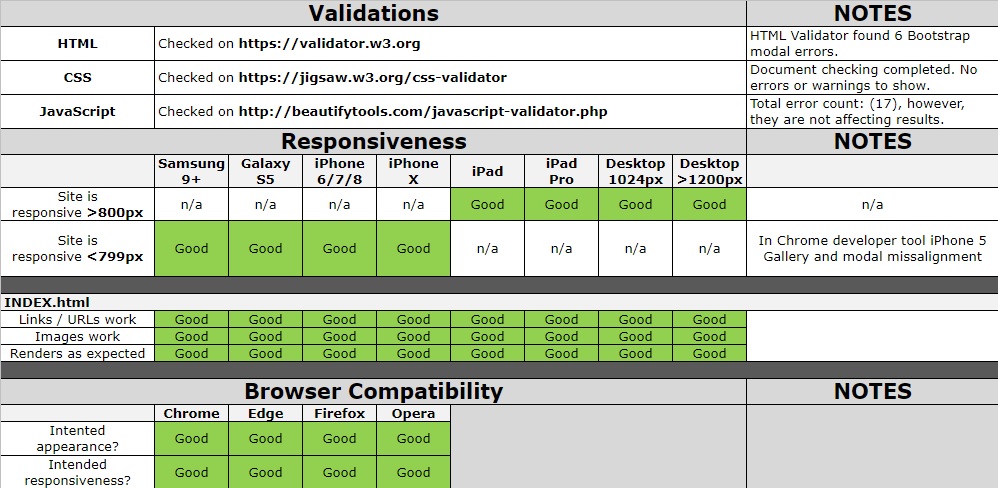 Validations NOTES
HTML Checked on https://validator.w3.org HTML Validator found 6 Bootstrap
modal errors.
CSS Checked on https://jigsaw.w3.org/css-validator Document checking completed. No
errors or warnings to show.
JavaScript Checked on http://beautifytools.com/javascript-validator.php Total error count: (17), however,
they are not affecting results.
Responsiveness NOTES
Samsung Galaxy iPhone iPhone iPad iPad Desktop Desktop
9+ S5 6/7/8 X Pro 1024px >1200px
Site is
responsive >800px n/a n/a n/a n/a Good Good Good Good n/a
Site is
responsive <799px Good Good Good Good n/a n/a n/a n/a In Chrome developer tool iPhone 5
Gallery and modal missalignment
INDEX.html
Links / URLs work Good Good Good Good Good Good Good Good
Images work Good Good Good Good Good Good Good Good
Renders as expected Good Good Good Good Good Good Good Good
Browser Compatibility NOTES
Chrome Edge Firefox Opera
Intented
appearance? Good Good Good Good
Intended
responsiveness? Good Good Good Good